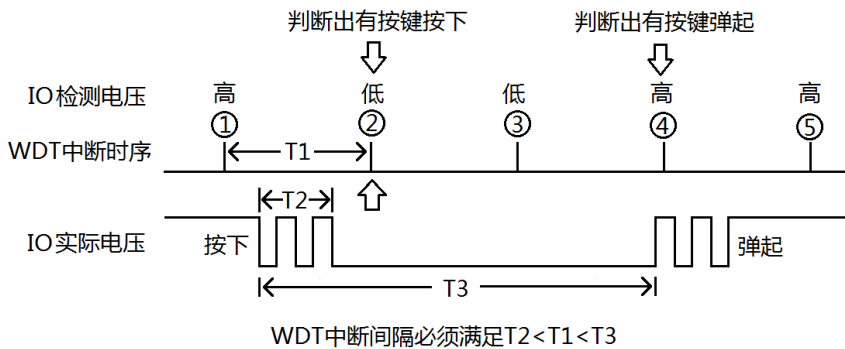 判断出有按键按下 判断出有按键弹起
IO检测电压 高 低 低 高 高
① ② ③ ④ ⑤
WDT中断时序 T1
T2
IO实际电压 按下 弹起
T3
WDT中断间隔必须满足T2<T1<T3